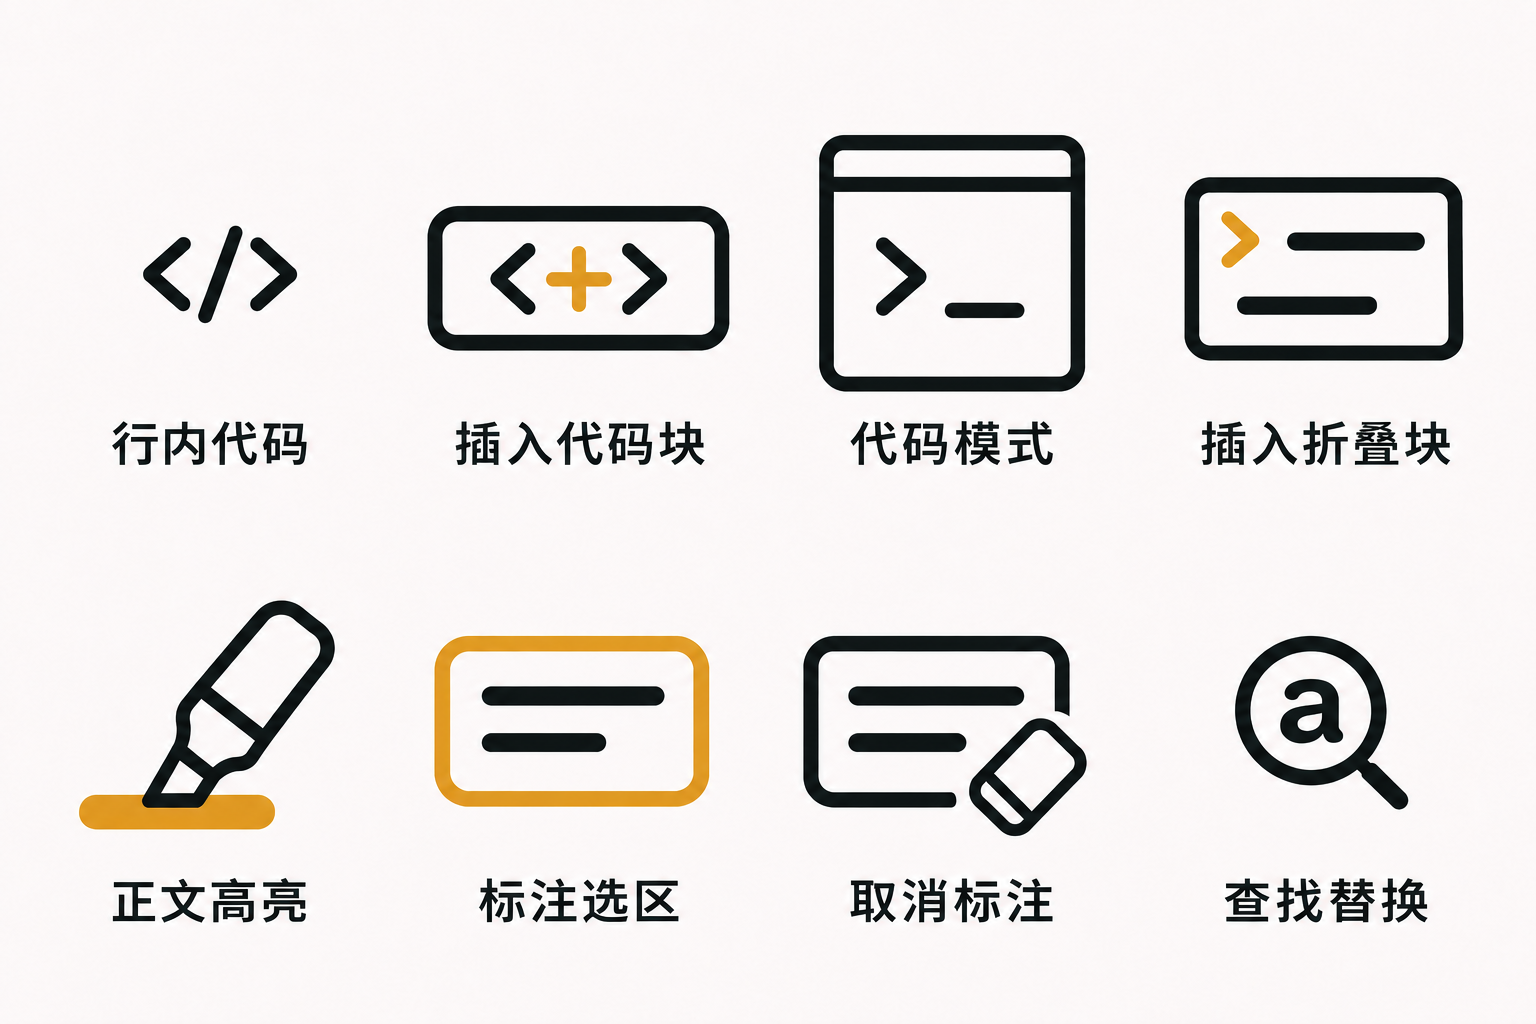 </>
<+>
>_
>
行内代码
插入代码块
代码模式
插入折叠块
a
正文高亮
标注选区
取消标注
查找替换